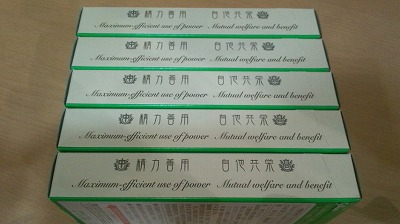 精力善用 自他共栄
Maximum-efficient use of power Mutual welfare and benefit
精力善用 自他共栄
Maximum-efficient use of power Mutual welfare and benefit
精力善用 自他共栄
Maximum-efficient use of power Mutual welfare and benefit
精力善用 自他共栄
Maximum-efficient use of power Mutual welfare and benefit
精力善用 自他共栄
Maximum-efficient use of power Mutual welfare and benefit